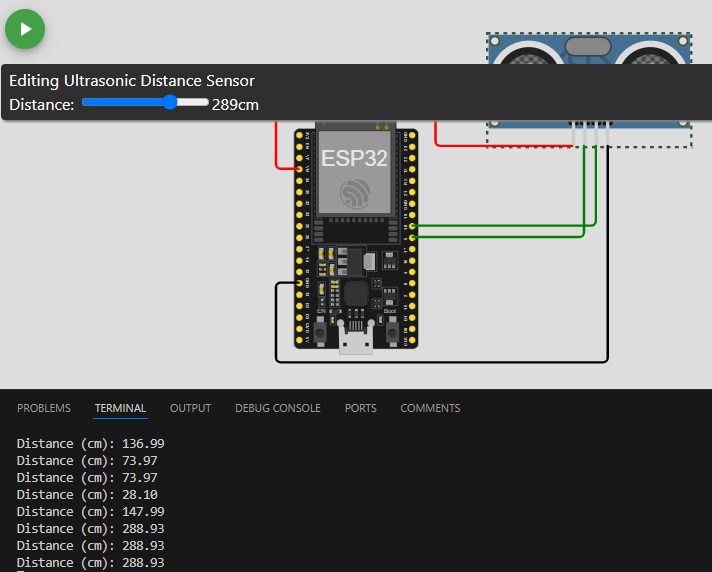 Editing Ultrasonic Distance Sensor
Distance: 289cm
ESP32
EN
Boot
PROBLEMS TERMINAL OUTPUT DEBUG CONSOLE PORTS COMMENTS
Distance (cm): 136.99
Distance (cm): 73.97
Distance (cm): 73.97
Distance (cm): 28.10
Distance (cm): 147.99
Distance (cm): 288.93
Distance (cm): 288.93
Distance (cm): 288.93